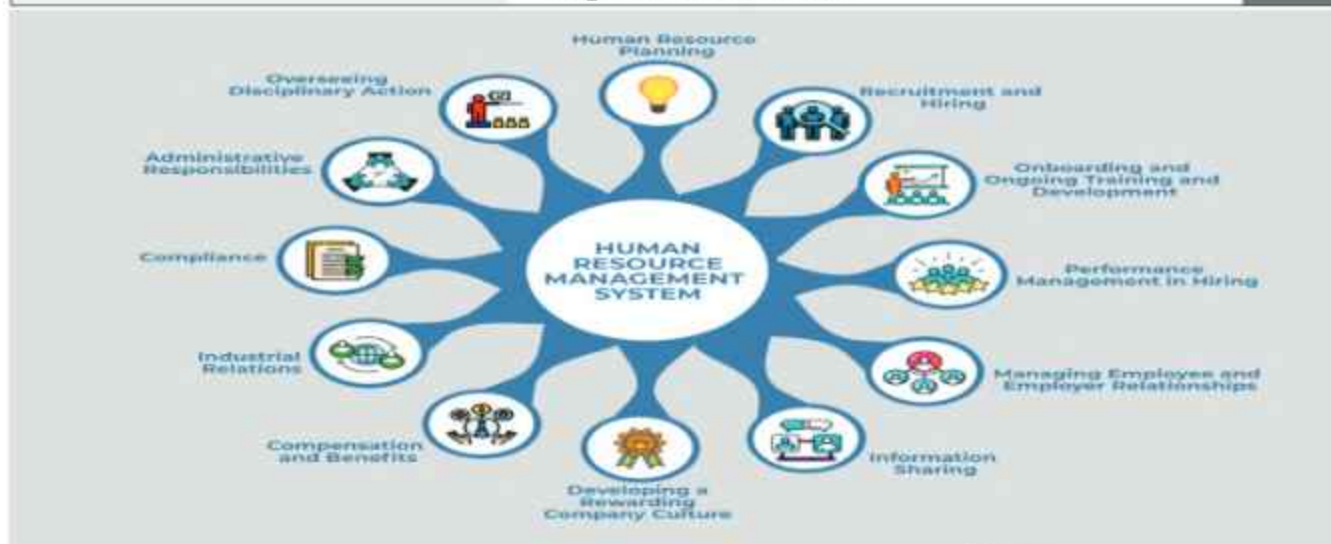 Human Resource
Planning
Recruitment and
Hiring
Onboarding and
Ongoing Training and
Development
Performance
Management in Hiring
Managing Employee and
Employer Relationships
Information
Sharing
Developing a
Rewarding
Company Culture
Compensation
and Benefits
Industrial
Relations
Compliance
Administrative
Responsibilities
Overseeing
Disciplinary Action
HUMAN
RESOURCE
MANAGEMENT
SYSTEM